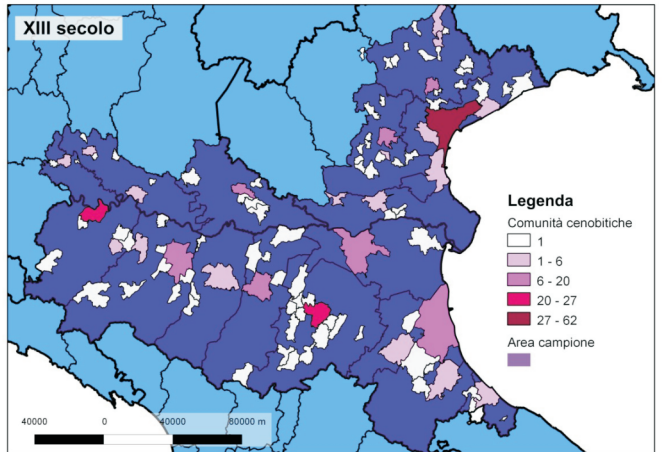 XIII secolo
Legenda
Comunità cenobitiche
1
1 - 6
6 - 20
20 - 27
27 - 62
Area campione
40000 0 40000 80000 m